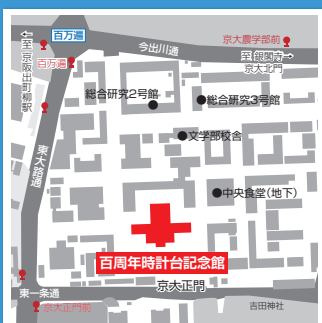 百万遍
今出川通
京大農学部前
至 京阪出町柳駅
百万遍
至 銀閣寺
京大北門
総合研究2号館
総合研究3号館
文学部校舎
東大路通
中央食堂(地下)
百周年時計台記念館
京大正門
東一条通
京大正門前
吉田神社